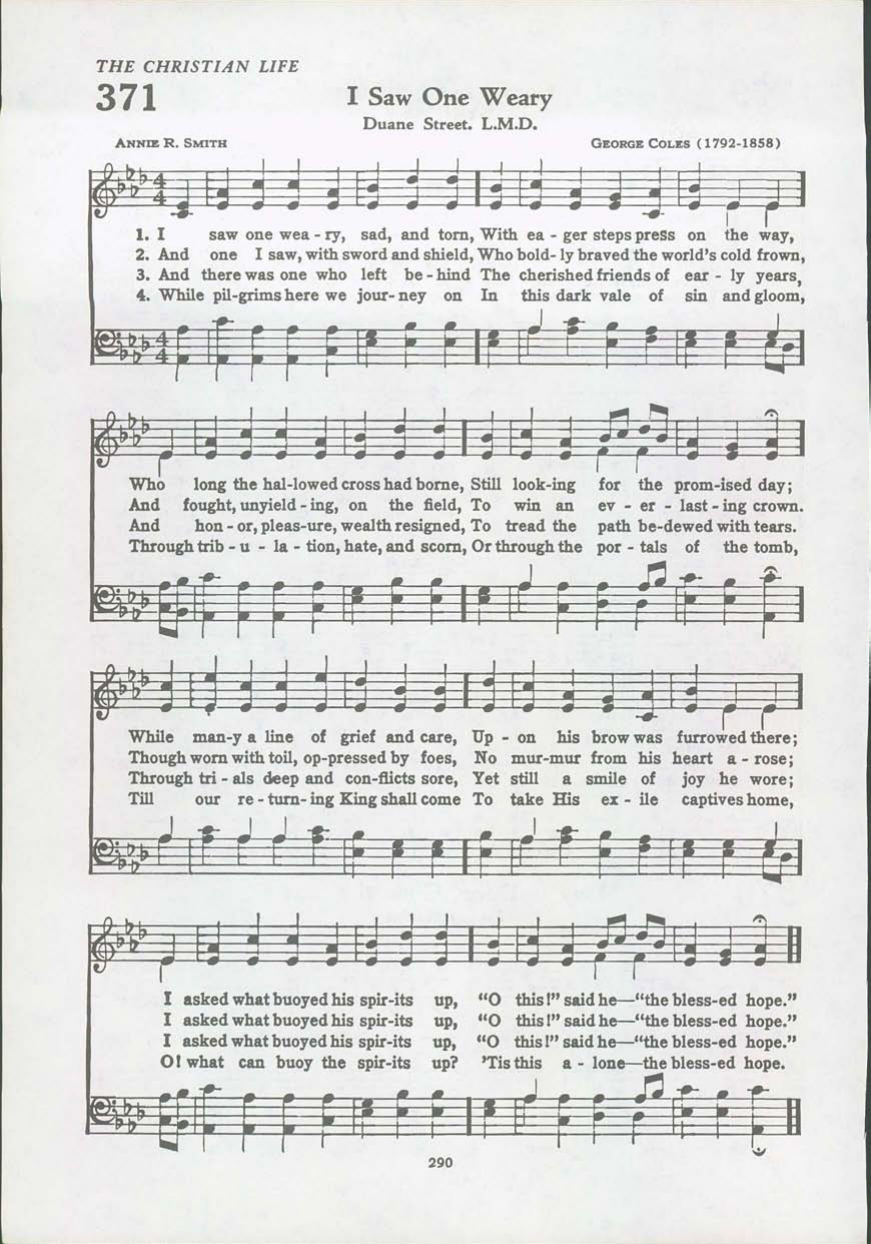 THE CHRISTIAN LIFE
371
I Saw One Weary
Duane Street. L.M.D.
ANNIE R. SMITH
GEORGE COLES (1792-1858)
4
4
1. I saw one wea - ry, sad, and torn, With ea - ger steps press on the way,
2. And one I saw, with sword and shield, Who bold - ly braved the world's cold frown,
3. And there was one who left be - hind The cherished friends of ear - ly years,
4. While pil-grims here we jour - ney on In this dark vale of sin and gloom,
4
4
Who long the hal-lowed cross had borne, Still look-ing for the prom-ised day;
And fought, unyield - ing, on the field, To win an ev - er - last - ing crown.
And hon - or, pleas-ure, wealth resigned, To tread the path be-dewed with tears.
Through trib - u - la - tion, hate, and scorn, Or through the por - tals of the tomb,
While man-y a line of grief and care, Up - on his brow was furrowed there;
Though worn with toil, op-pressed by foes, No mur-mur from his heart a - rose;
Through tri - als deep and con-flicts sore, Yet still a smile of joy he wore;
Till our re - turn - ing King shall come To take His ex - ile captives home,
I asked what buoyed his spir-its up, “O this!” said he—“the bless-ed hope.”
I asked what buoyed his spir-its up, “O this!” said he—“the bless-ed hope.”
I asked what buoyed his spir-its up, “O this!” said he—“the bless-ed hope.”
O! what can buoy the spir-its up? ’Tis this a - lone—the bless-ed hope.
290